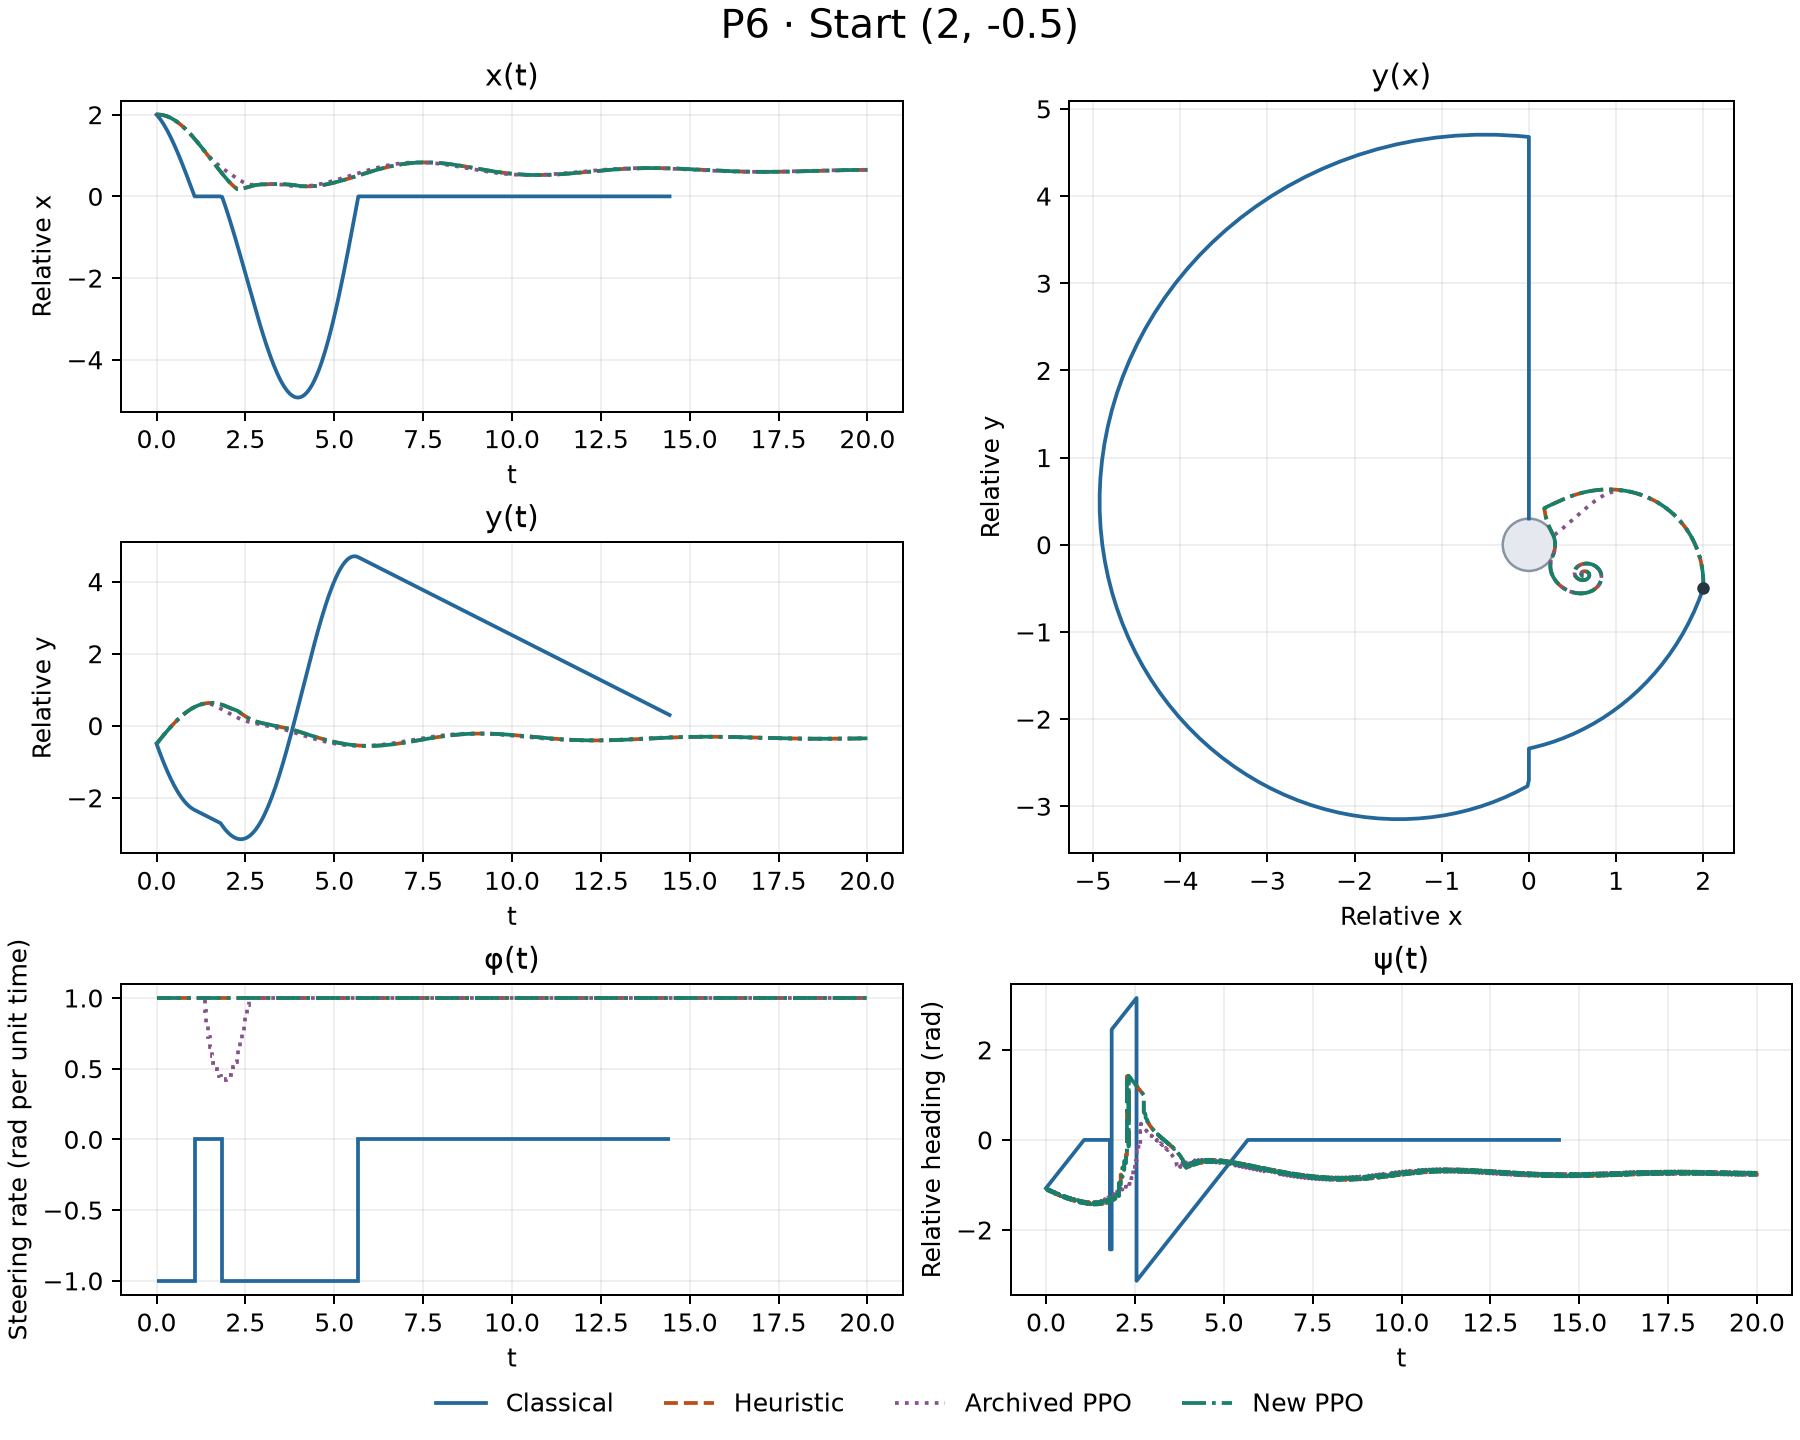 P6 · Start (2, -0.5)
x(t)
Relative x
2
0
−2
−4
0.0 2.5 5.0 7.5 10.0 12.5 15.0 17.5 20.0
t
y(t)
Relative y
4
2
0
−2
0.0 2.5 5.0 7.5 10.0 12.5 15.0 17.5 20.0
t
y(x)
Relative y
5
4
3
2
1
0
−1
−2
−3
−5 −4 −3 −2 −1 0 1 2
Relative x
φ(t)
Steering rate (rad per unit time)
1.0
0.5
0.0
−0.5
−1.0
0.0 2.5 5.0 7.5 10.0 12.5 15.0 17.5 20.0
t
ψ(t)
Relative heading (rad)
2
0
−2
0.0 2.5 5.0 7.5 10.0 12.5 15.0 17.5 20.0
t
Classical Heuristic Archived PPO New PPO